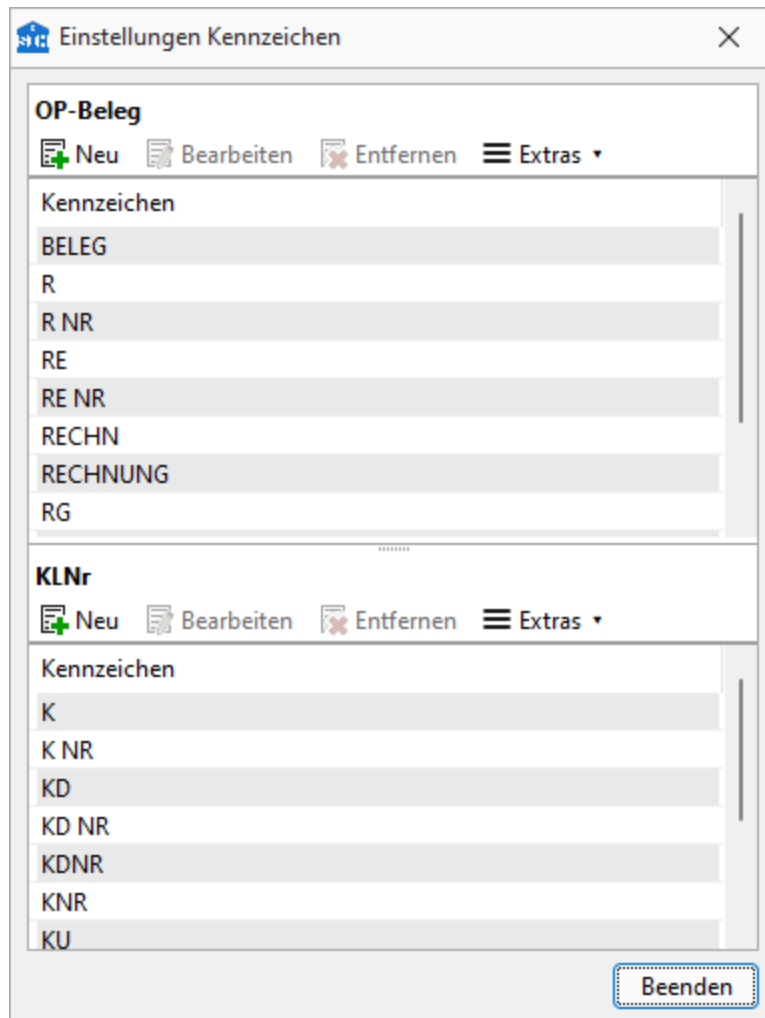 Einstellungen Kennzeichen
OP-Beleg
Neu Bearbeiten Entfernen Extras
Kennzeichen
BELEG
R
R NR
RE
RE NR
RECHN
RECHNUNG
RG
KLNr
Neu Bearbeiten Entfernen Extras
Kennzeichen
K
K NR
KD
KD NR
KDNR
KNR
KU
Beenden